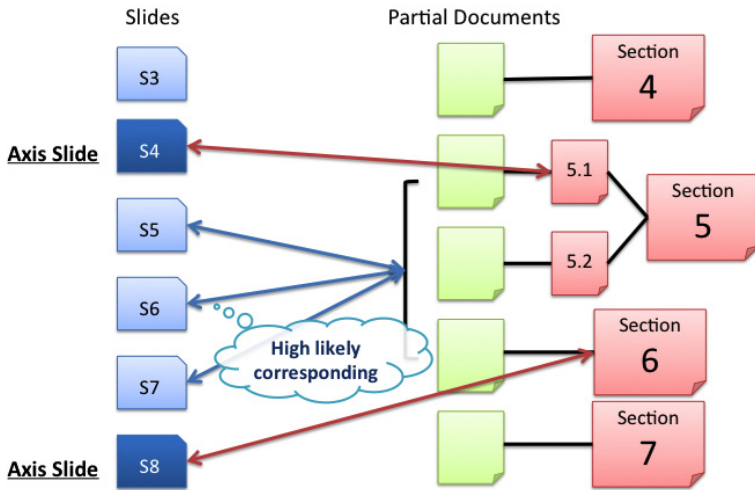 Slides
Partial Documents
S3
Section
4
Axis Slide
S4
5.1
S5
Section
5
5.2
S6
High likely
corresponding
Section
6
S7
Axis Slide
S8
Section
7